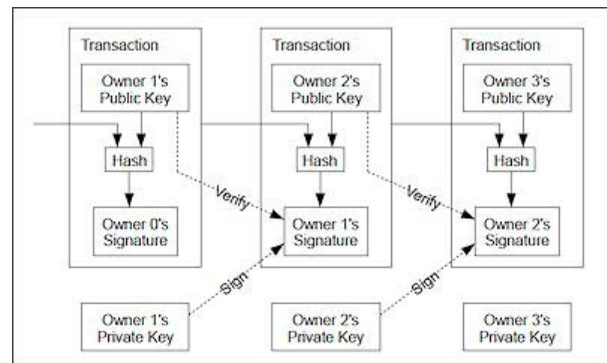 Transaction
Transaction
Transaction
Owner 1's
Public Key
Owner 2's
Public Key
Owner 3's
Public Key
Hash
Hash
Hash
Verify
Verify
Owner 0's
Signature
Owner 1's
Signature
Owner 2's
Signature
Sign
Sign
Owner 1's
Private Key
Owner 2's
Private Key
Owner 3's
Private Key